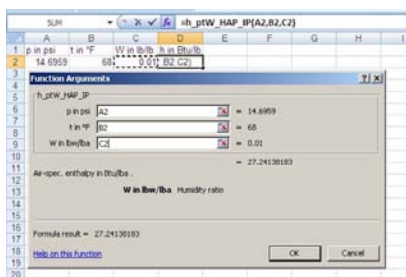 SUM =h_ptW_HAP_IP(A2,B2,C2)
A B C D E F G H
1 p in psi t in °F W in lb/lb h in Btu/lb
2 14.6959 68 0.01 B2 C2)
3
4 Function Arguments
5 h_ptW_HAP_IP
6 p in psi A2 = 14.6959
7 t in °F B2 = 68
8 W in lbw/lba C2 = 0.01
9
10 = 27.24138183
11 Air-spec. enthalpy in Btu/lba .
12 W in lbw/lba Humidity ratio
13
14
15
16
17 Formula result = 27.24138183
18 Help on this function OK Cancel
19
20